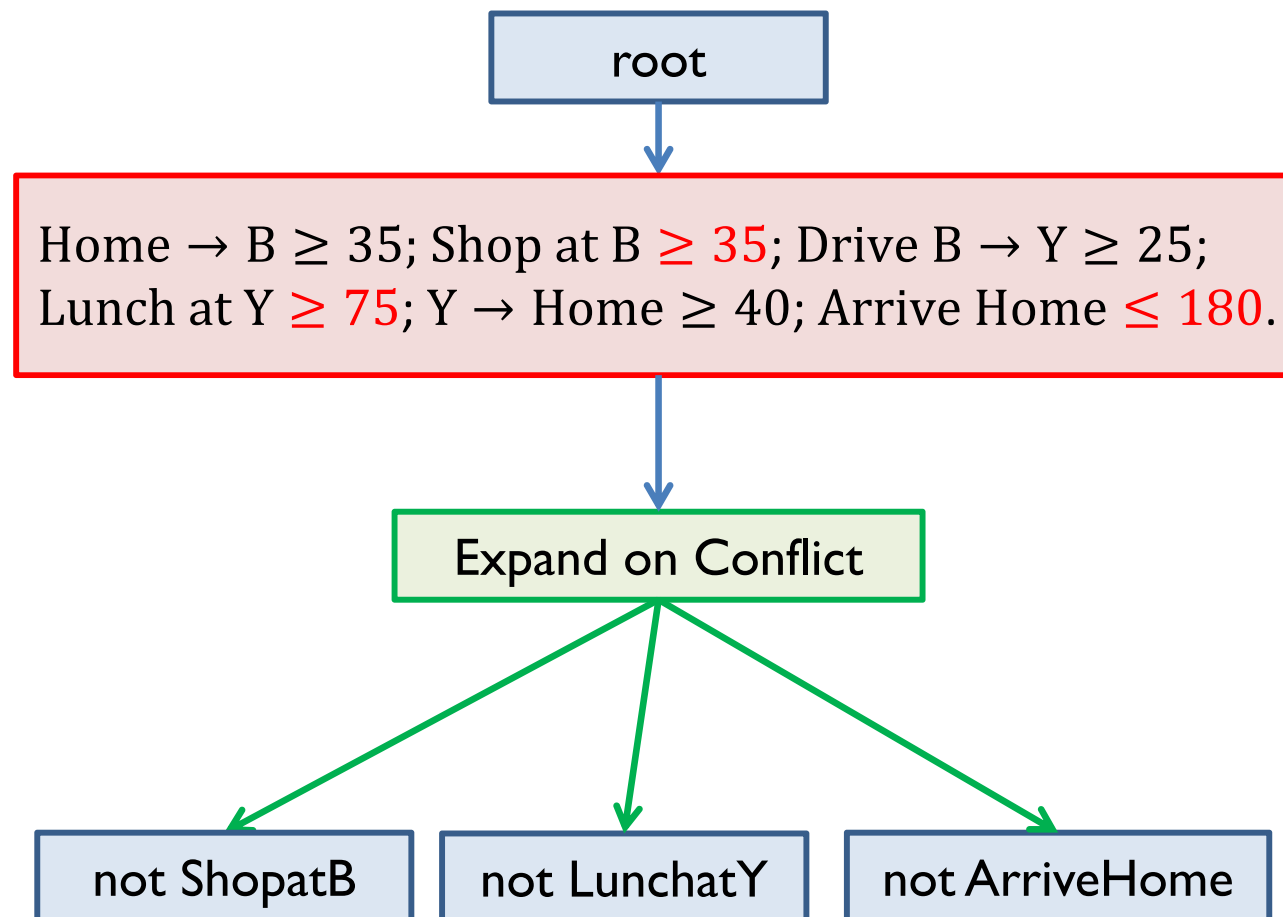 root
Home → B ≥ 35; Shop at B ≥ 35; Drive B → Y ≥ 25;
Lunch at Y ≥ 75; Y → Home ≥ 40; Arrive Home ≤ 180.
Expand on Conflict
not ShopatB
not LunchatY
not ArriveHome